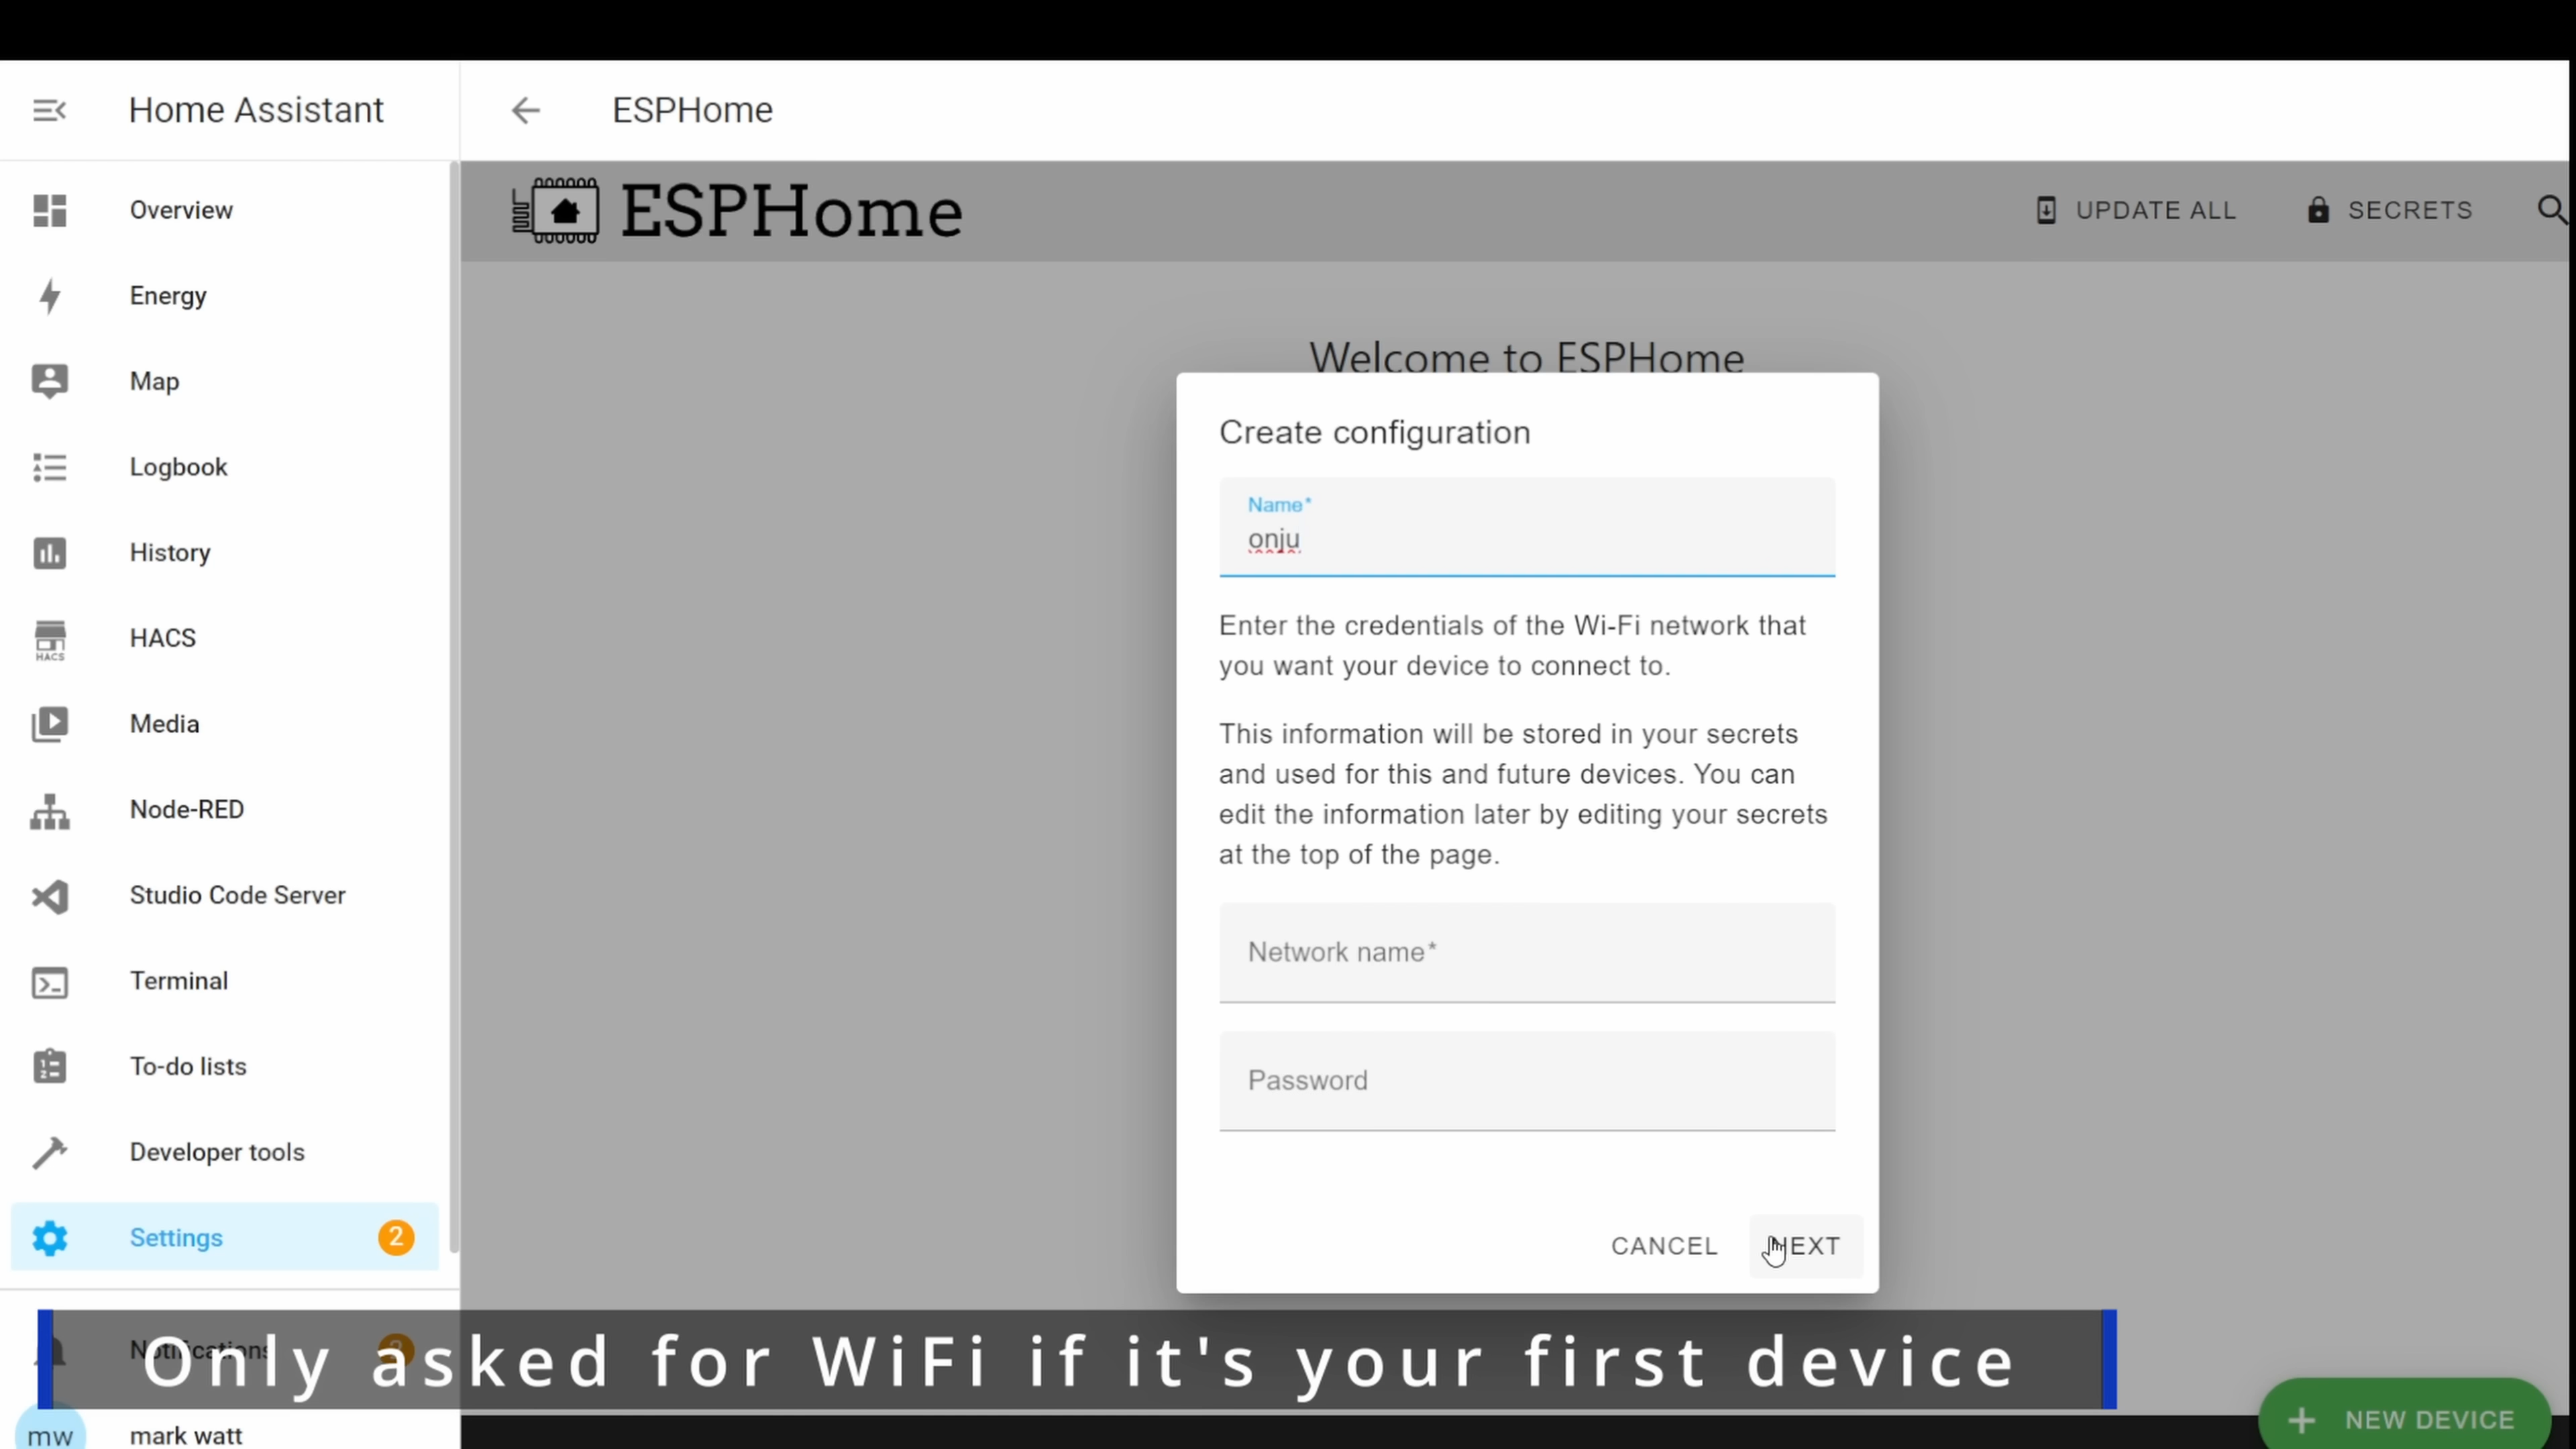 Home Assistant
ESPHome
ESPHome
UPDATE ALL
SECRETS
Overview
Energy
Map
Logbook
History
HACS
HACS
Media
Node-RED
Studio Code Server
Terminal
To-do lists
Developer tools
Settings
2
Notifications
2
mw
mark watt
Welcome to ESPHome
Create configuration
Name*
onju
Enter the credentials of the Wi-Fi network that
you want your device to connect to.
This information will be stored in your secrets
and used for this and future devices. You can
edit the information later by editing your secrets
at the top of the page.
Network name*
Password
CANCEL
NEXT
Only asked for WiFi if it's your first device
NEW DEVICE